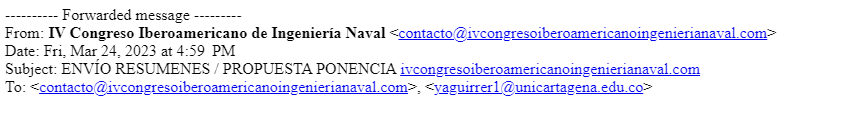 ---------- Forwarded message ---------
From: IV Congreso Iberoamericano de Ingeniería Naval <contacto@ivcongresoiberoamericanoingenierianaval.com>
Date: Fri, Mar 24, 2023 at 4:59 PM
Subject: ENVÍO RESUMENES / PROPUESTA PONENCIA ivcongresoiberoamericanoingenierianaval.com
To: <contacto@ivcongresoiberoamericanoingenierianaval.com>, <yaguirrer1@unicartagena.edu.co>